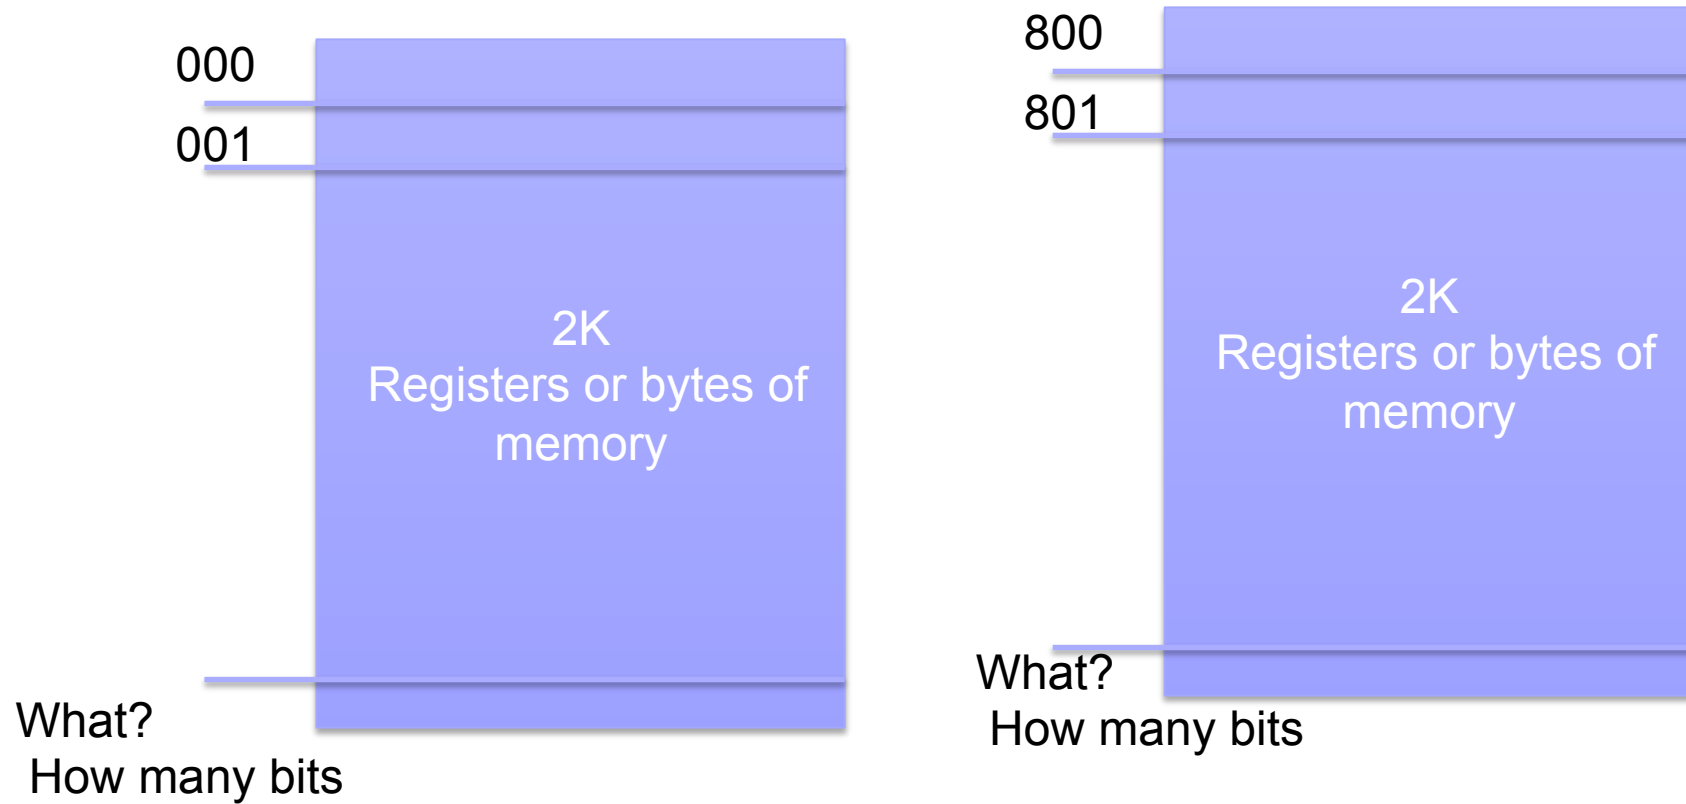 000
001
2K
Registers or bytes of
memory
What?
How many bits
800
801
2K
Registers or bytes of
memory
What?
How many bits